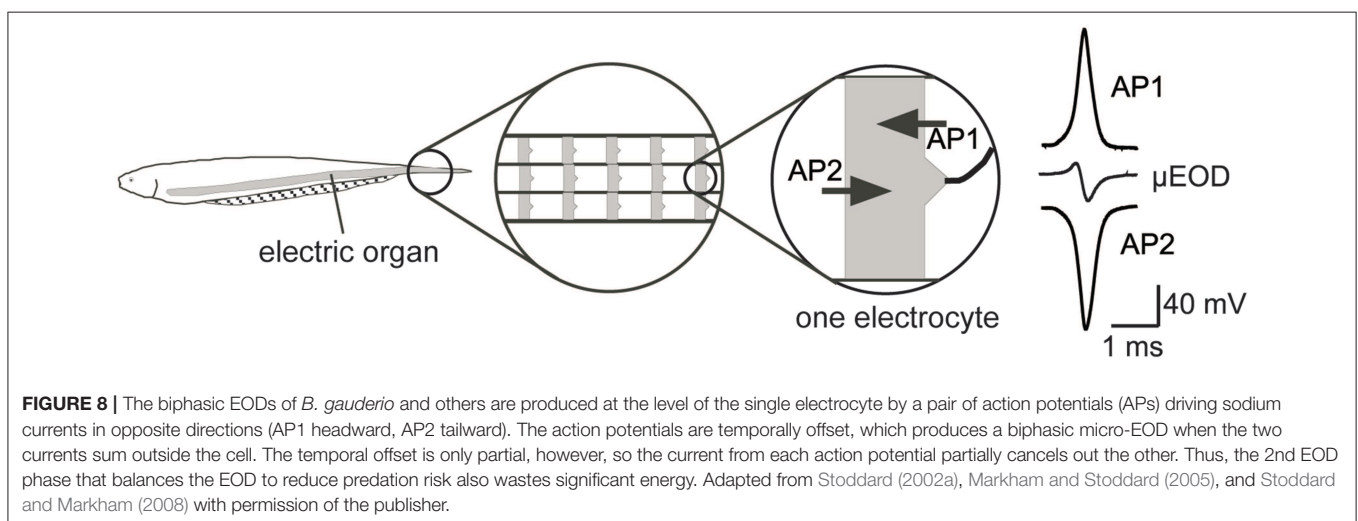 AP1
μEOD
AP2
40 mV
1 ms
AP1
AP2
electric organ
one electrocyte
FIGURE 8 | The biphasic EODs of B. gauderio and others are produced at the level of the single electrocyte by a pair of action potentials (APs) driving sodium
currents in opposite directions (AP1 headward, AP2 tailward). The action potentials are temporally offset, which produces a biphasic micro-EOD when the two
currents sum outside the cell. The temporal offset is only partial, however, so the current from each action potential partially cancels out the other. Thus, the 2nd EOD
phase that balances the EOD to reduce predation risk also wastes significant energy. Adapted from Stoddard (2002a), Markham and Stoddard (2005), and Stoddard
and Markham (2008) with permission of the publisher.